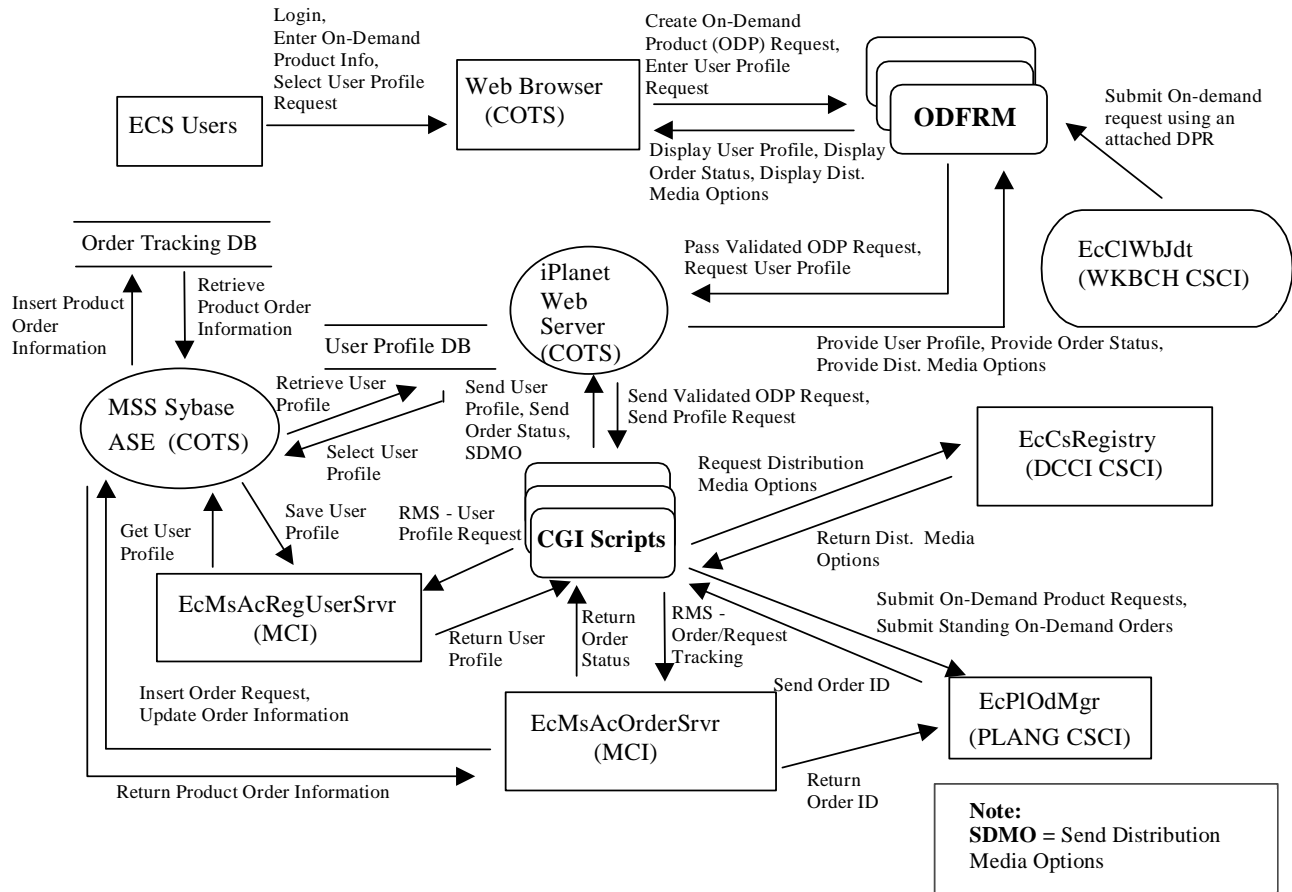 Login,
Enter On-Demand
Product Info,
Select User Profile
Request
Create On-Demand
Product (ODP) Request,
Enter User Profile
Request
ECS Users
Web Browser
(COTS)
ODFRM
Submit On-demand
request using an
attached DPR
Display User Profile, Display
Order Status, Display Dist.
Media Options
Order Tracking DB
Pass Validated ODP Request,
Request User Profile
EcClWbJdt
(WKBCH CSCI)
iPlanet
Web
Server
(COTS)
Insert Product
Order
Information
Retrieve
Product Order
Information
User Profile DB
Provide User Profile, Provide Order Status,
Provide Dist. Media Options
MSS Sybase
ASE (COTS)
Retrieve User
Profile
Select User
Profile
Send User
Profile, Send
Order Status,
SDMO
Send Validated ODP Request,
Send Profile Request
EcCsRegistry
(DCCI CSCI)
Request Distribution
Media Options
Get User
Profile
Save User
Profile
RMS - User
Profile Request
CGI Scripts
Return Dist. Media
Options
EcMsAcRegUserSrvr
(MCI)
Return User
Profile
Return
Order
Status
RMS -
Order/Request
Tracking
Submit On-Demand Product Requests,
Submit Standing On-Demand Orders
Send Order ID
Insert Order Request,
Update Order Information
EcMsAcOrderSrvr
(MCI)
EcPlOdMgr
(PLANG CSCI)
Return Product Order Information
Return
Order ID
Note:
SDMO = Send Distribution
Media Options